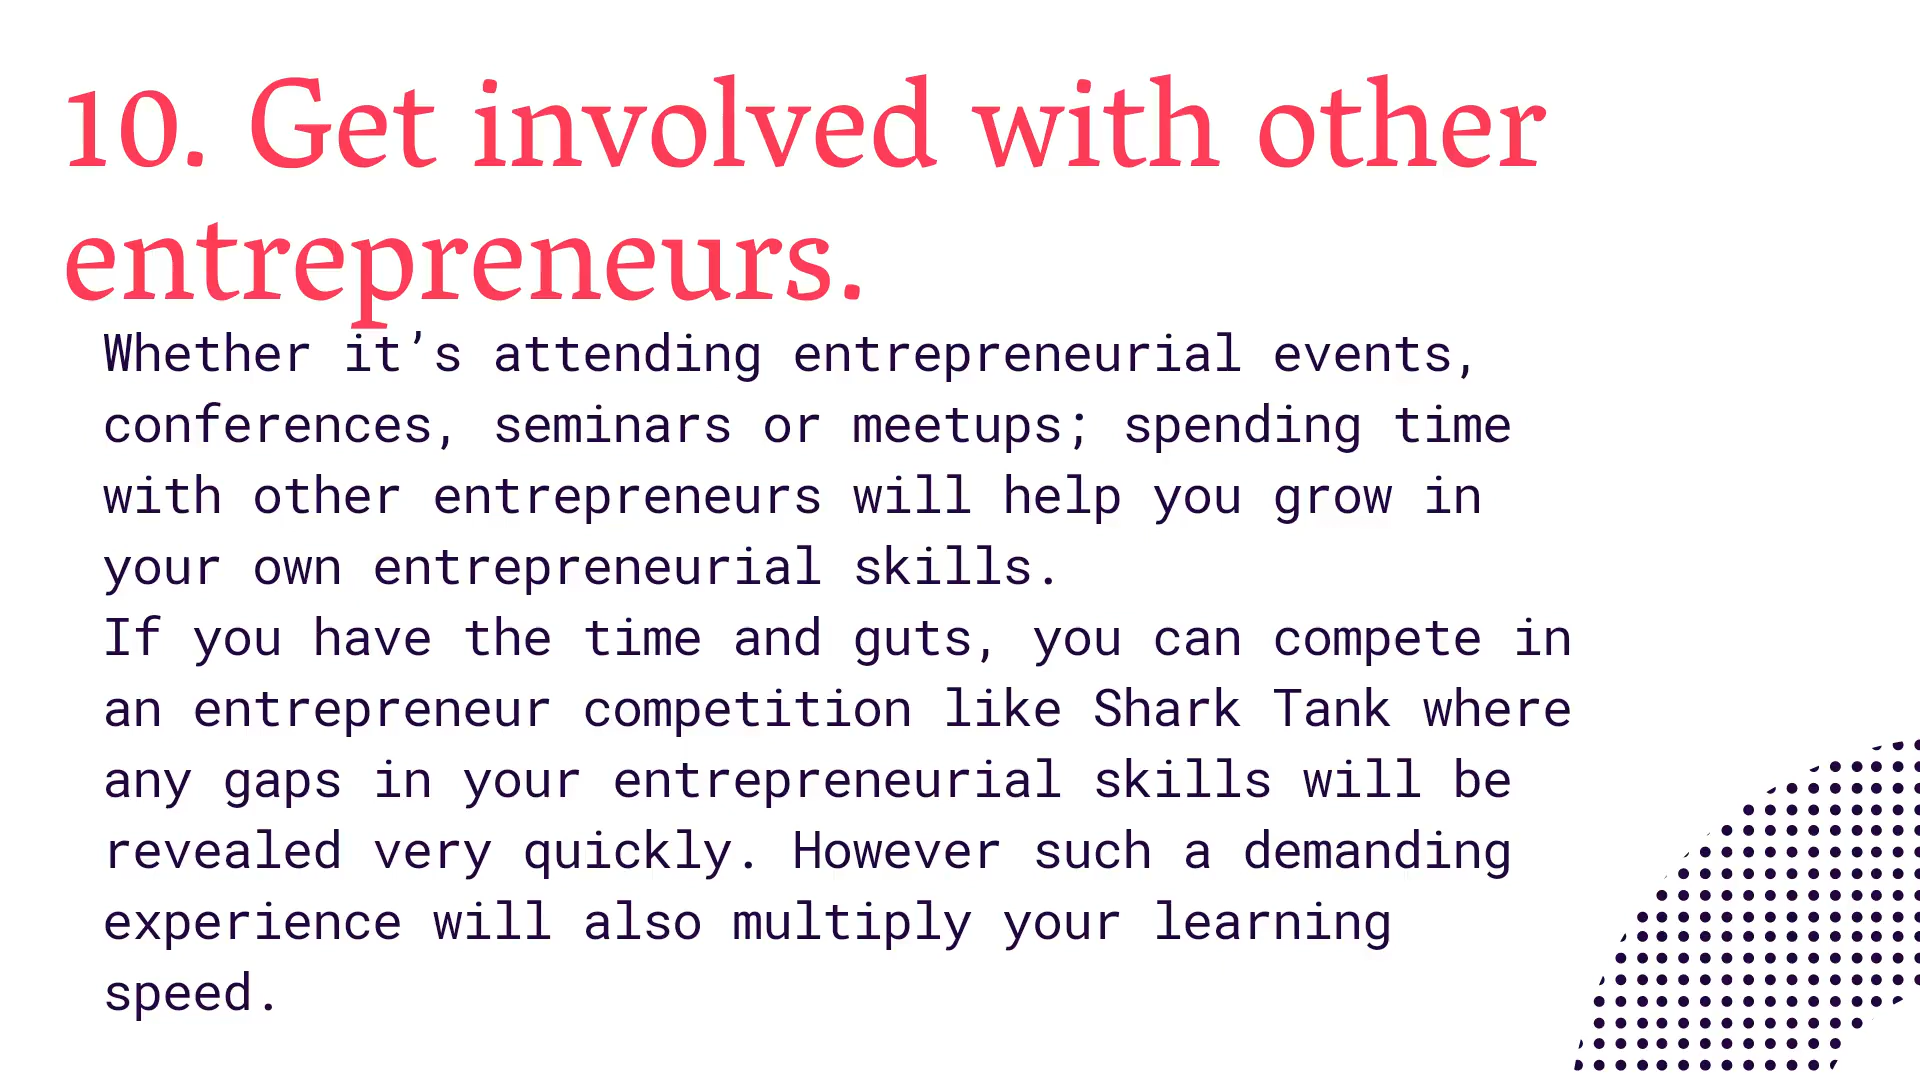 10. Get involved with other
entrepreneurs.
Whether it’s attending entrepreneurial events,
conferences, seminars or meetups; spending time
with other entrepreneurs will help you grow in
your own entrepreneurial skills.
If you have the time and guts, you can compete in
an entrepreneur competition like Shark Tank where
any gaps in your entrepreneurial skills will be
revealed very quickly. However such a demanding
experience will also multiply your learning
speed.